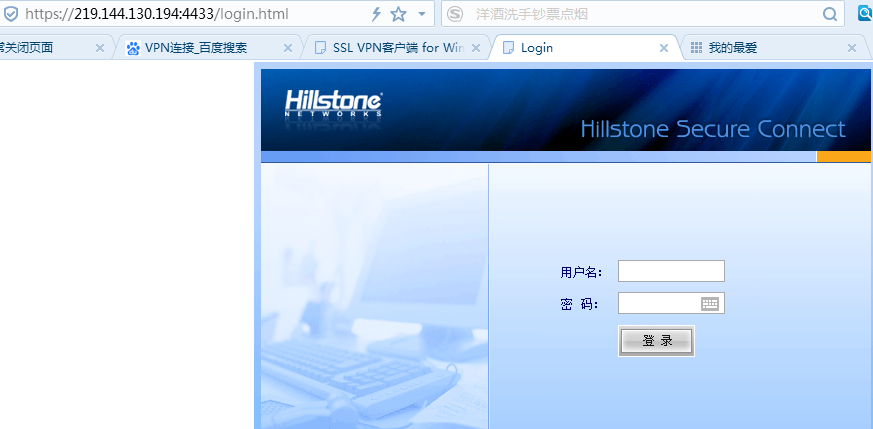 https://219.144.130.194:4433/login.html
洋酒洗手钞票点烟
常关闭页面
VPN连接_百度搜索
SSL VPN客户端 for Win
Login
我的最爱
Hillstone®
NETWORKS
Hillstone Secure Connect
用户名：
密 码：
登 录